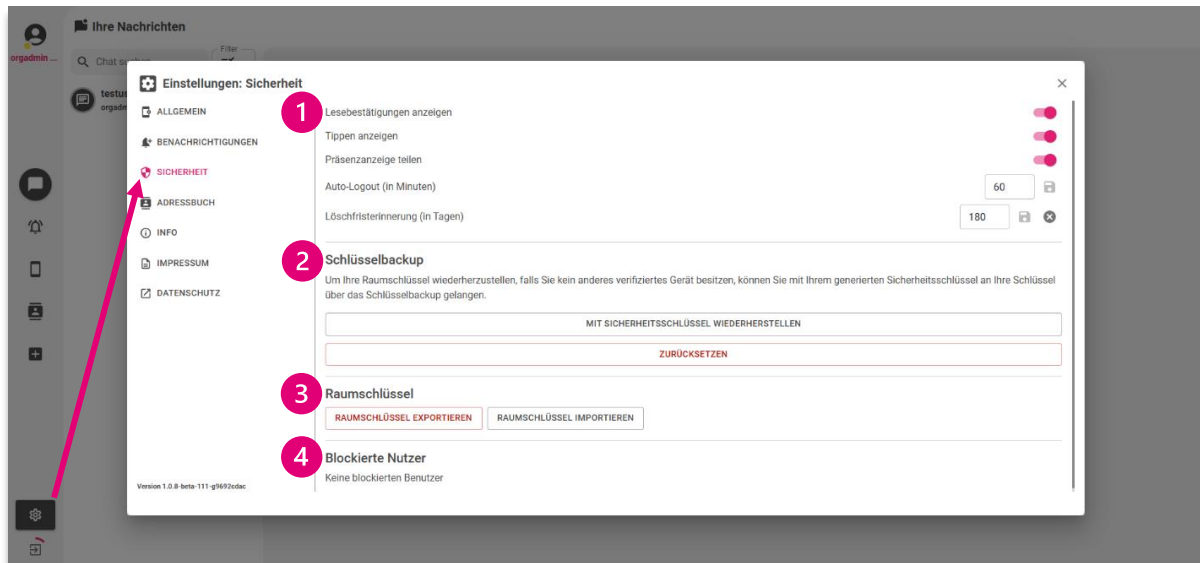 Ihre Nachrichten
orgadmin ...
Filter
Chat
testus
orgadm
Einstellungen: Sicherheit
ALLGEMEIN
BENACHRICHTIGUNGEN
SICHERHEIT
ADRESSBUCH
INFO
IMPRESSUM
DATENSCHUTZ
Version 1.0.8-beta-111-g9692cdac
1
Lesebestätigungen anzeigen
Tippen anzeigen
Präsenzanzeige teilen
Auto-Logout (in Minuten) 60
Löschfristerinnerung (in Tagen) 180
2
Schlüsselbackup
Um Ihre Raumschlüssel wiederherzustellen, falls Sie kein anderes verifiziertes Gerät besitzen, können Sie mit Ihrem generierten Sicherheitsschlüssel an Ihre Schlüssel
über das Schlüsselbackup gelangen.
MIT SICHERHEITSSCHLÜSSEL WIEDERHERSTELLEN
ZURÜCKSETZEN
3
Raumschlüssel
RAUMSCHLÜSSEL EXPORTIEREN RAUMSCHLÜSSEL IMPORTIEREN
4
Blockierte Nutzer
Keine blockierten Benutzer